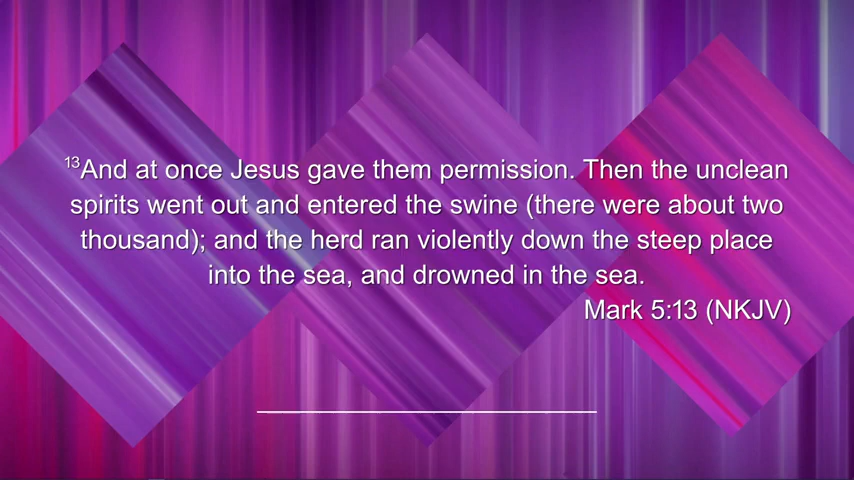 13And at once Jesus gave them permission. Then the unclean
spirits went out and entered the swine (there were about two
thousand); and the herd ran violently down the steep place
into the sea, and drowned in the sea.
Mark 5:13 (NKJV)